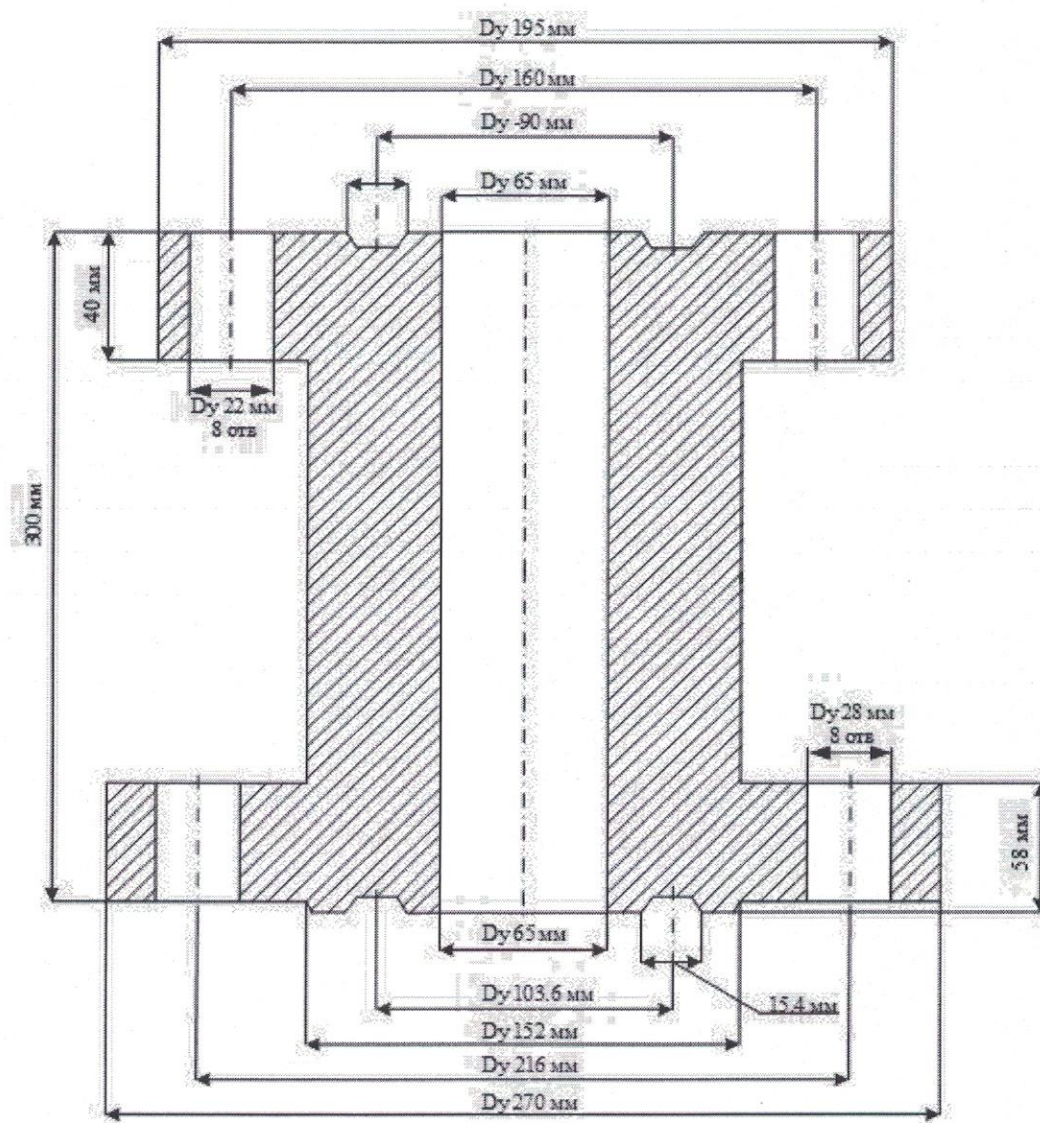 Dy 195 мм
Dy 160 мм
Dy -90 мм
Dy 65 мм
40 мм
Dy 22 мм
8 отв
300 мм
Dy 28 мм
8 отв
58 мм
Dy 65 мм
Dy 103.6 мм
15.4 мм
Dy 152 мм
Dy 216 мм
Dy 270 мм